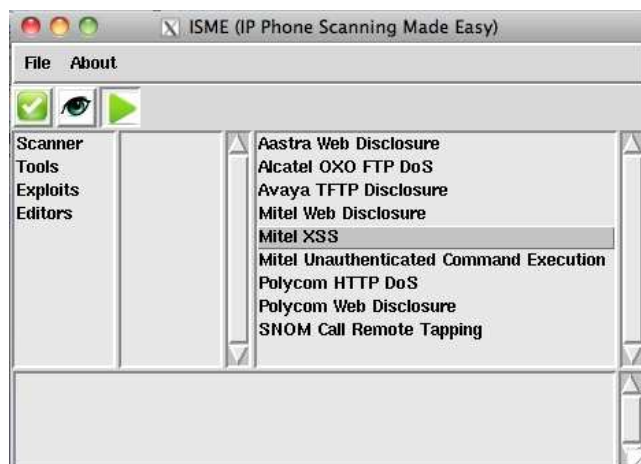 ISME (IP Phone Scanning Made Easy)
File About
Scanner
Tools
Exploits
Editors
Aastra Web Disclosure
Alcatel OXO FTP DoS
Avaya TFTP Disclosure
Mitel Web Disclosure
Mitel XSS
Mitel Unauthenticated Command Execution
Polycom HTTP DoS
Polycom Web Disclosure
SNOM Call Remote Tapping